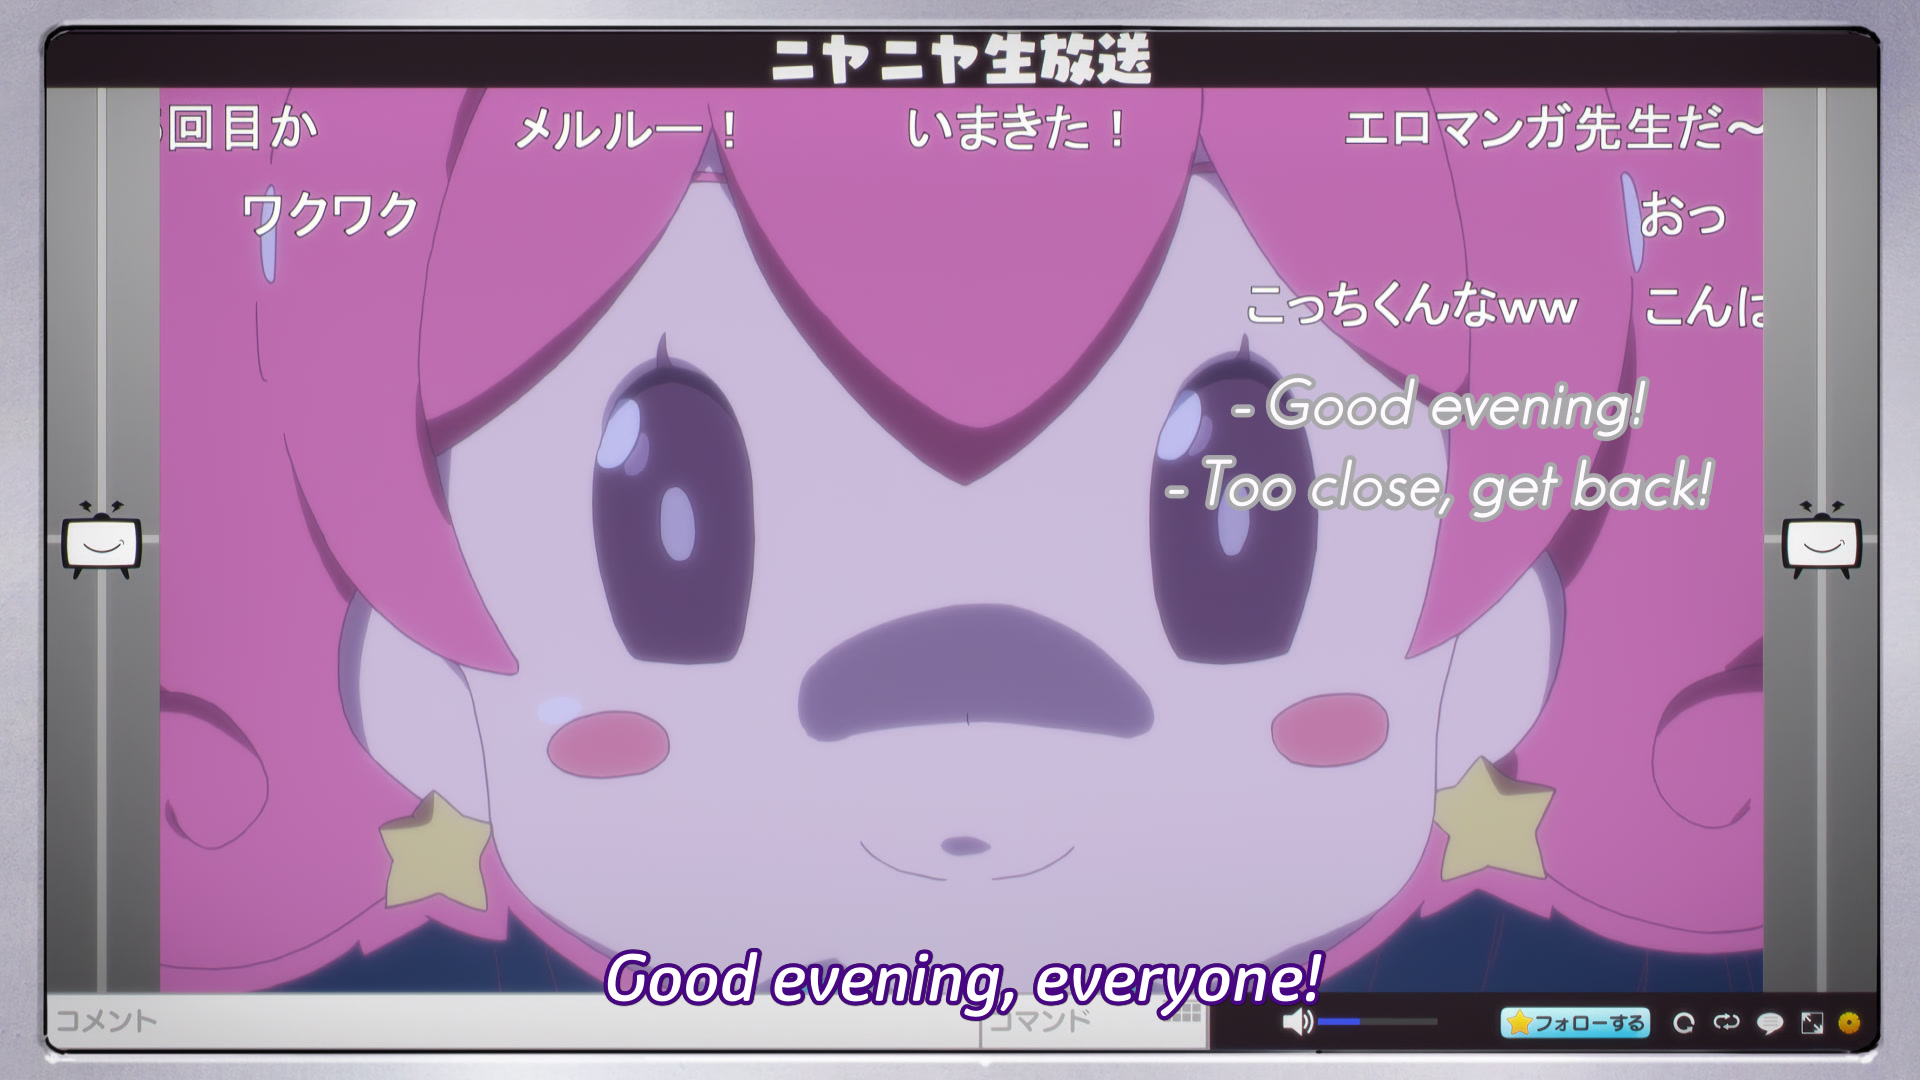 ニヤニヤ生放送
回目か メルルー！ いまきた！ エロマンガ先生だ～
ワクワク おっ
こっちくんなww こんは
- Good evening!
- Too close, get back!
Good evening, everyone!
コメント コマンド フォローする